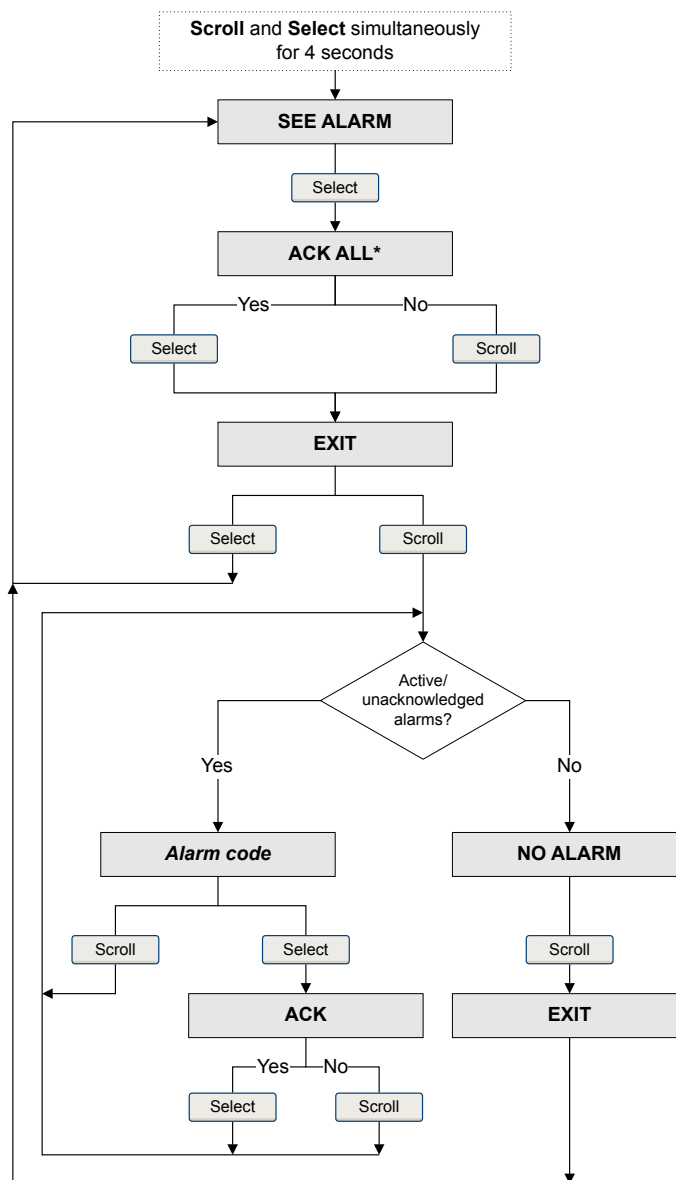 Scroll and Select simultaneously
for 4 seconds
SEE ALARM
Select
ACK ALL*
Yes
No
Select
Scroll
EXIT
Select
Scroll
Active/
unacknowledged
alarms?
Yes
No
Alarm code
NO ALARM
Scroll
Select
Scroll
ACK
EXIT
Yes
No
Select
Scroll